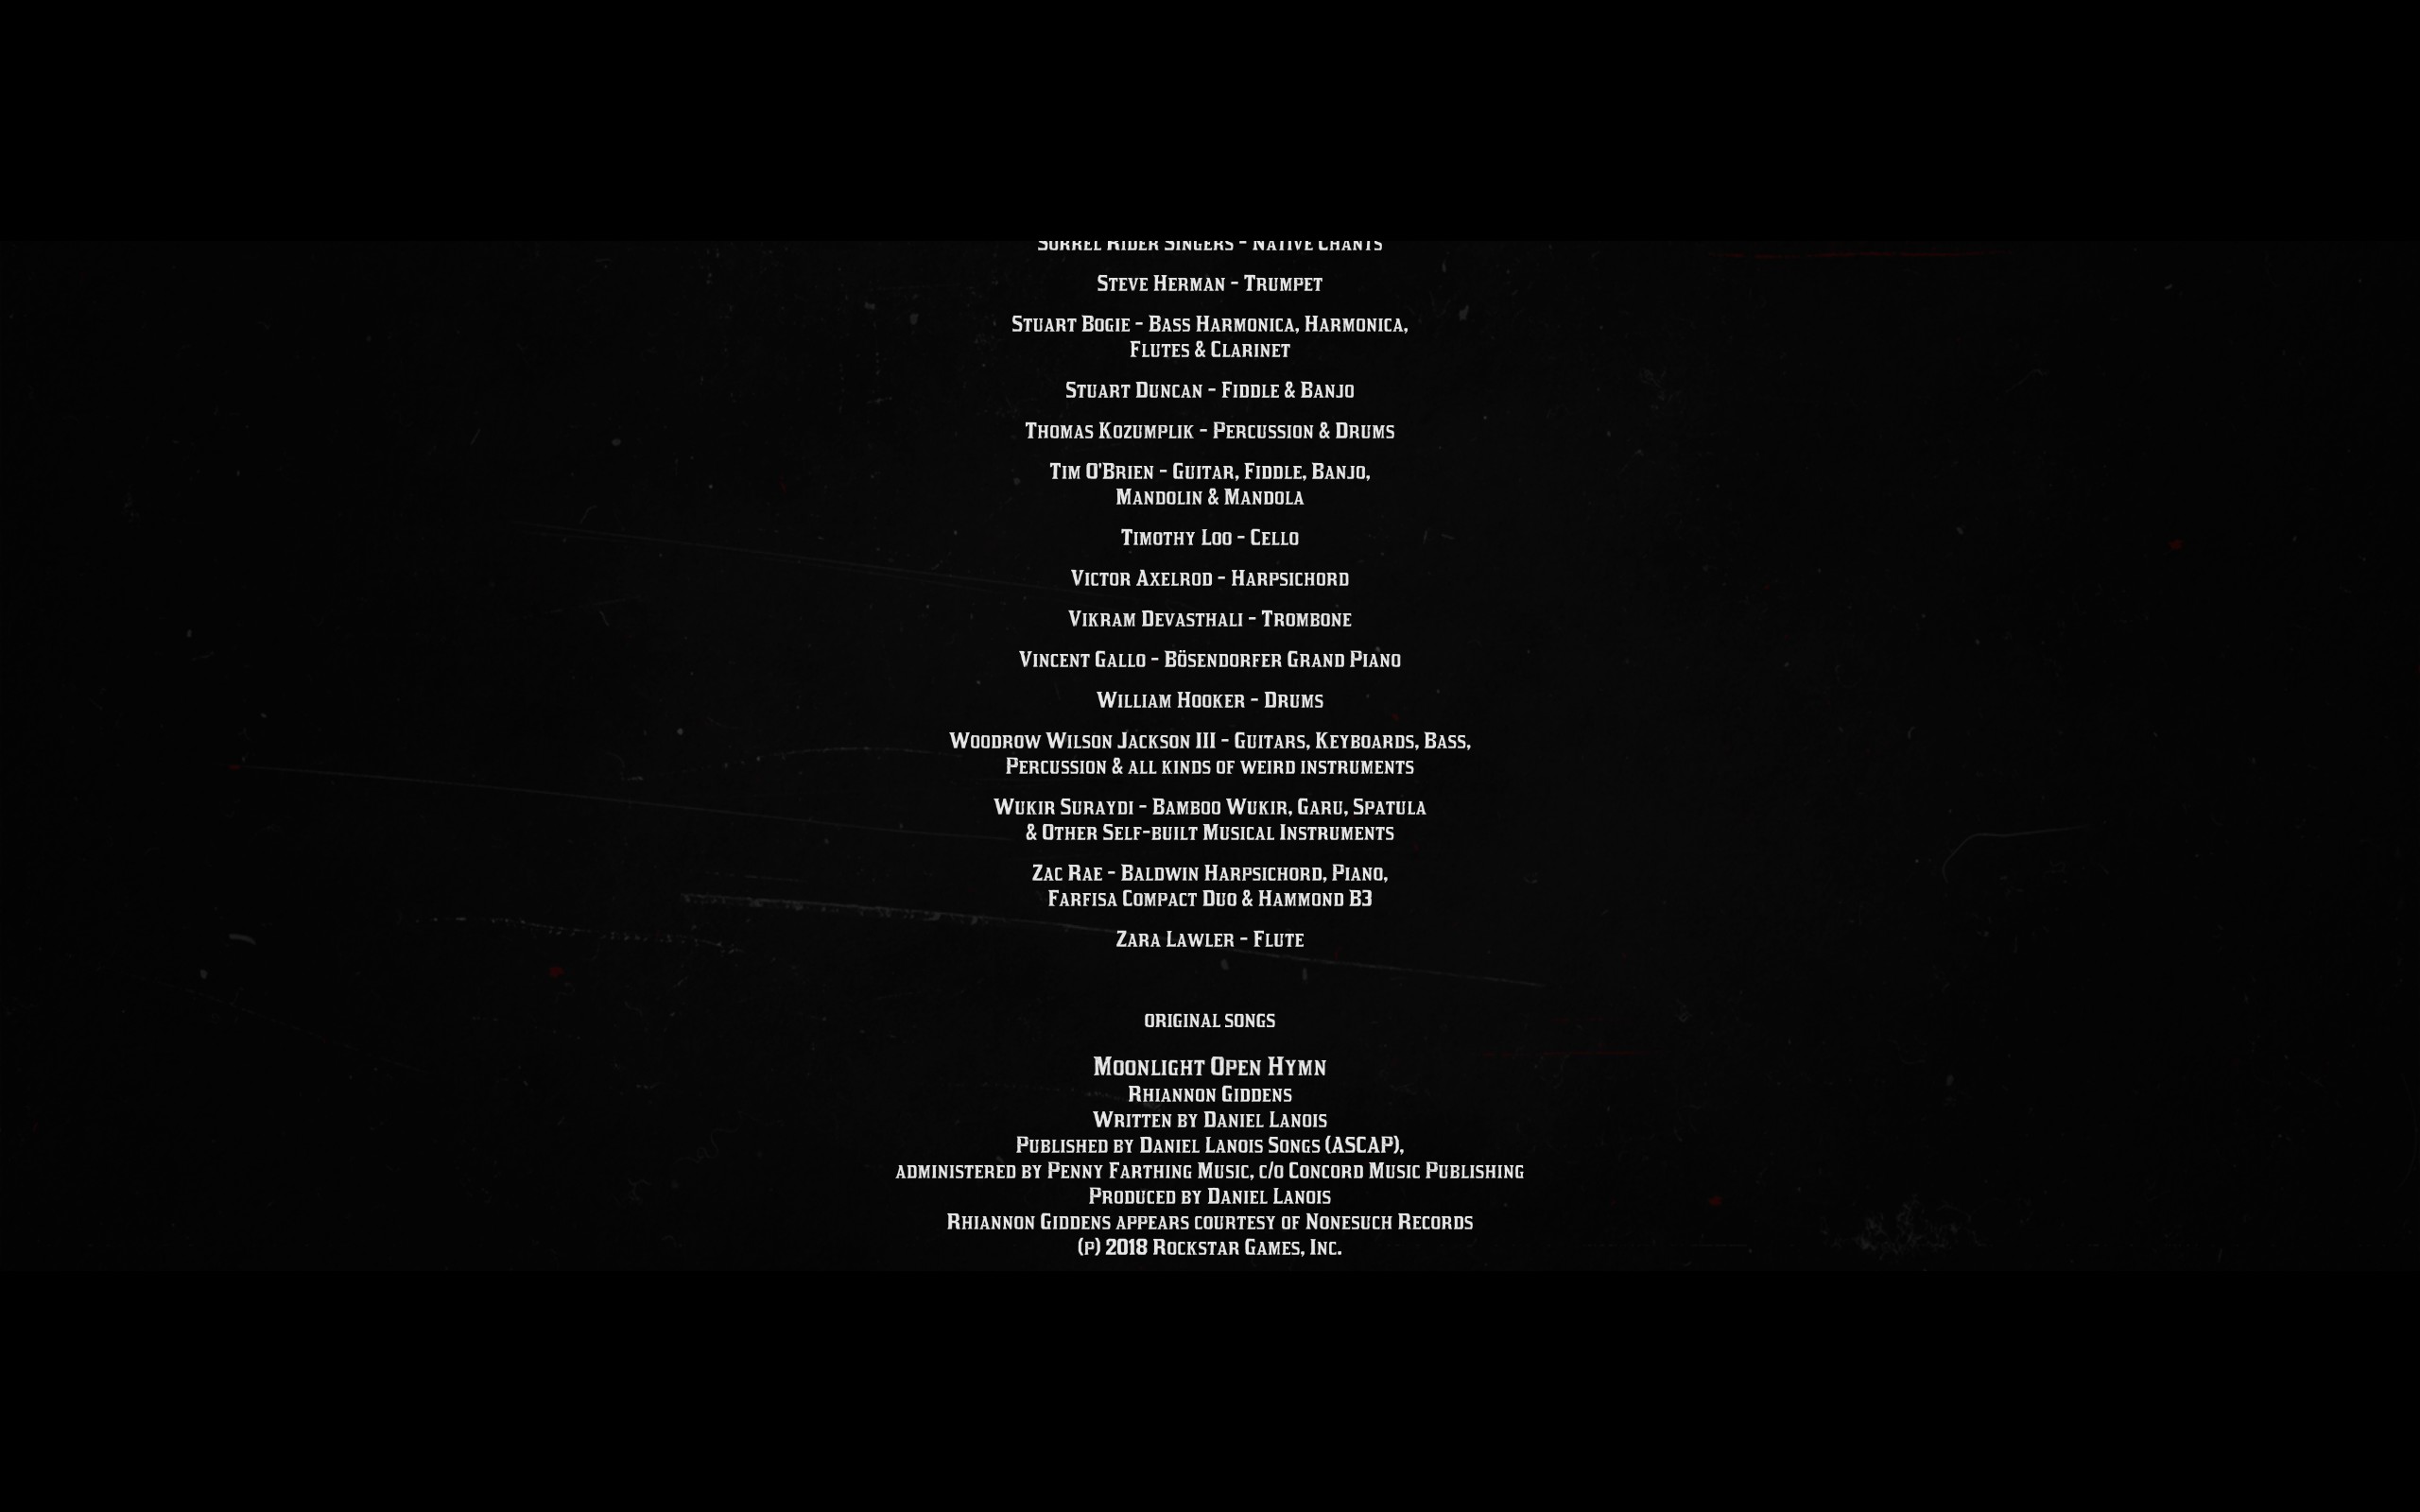 Sorrel Rider Singers - Native Chants
Steve Herman - Trumpet
Stuart Bogie - Bass Harmonica, Harmonica,
Flutes & Clarinet
Stuart Duncan - Fiddle & Banjo
Thomas Kozumplik - Percussion & Drums
Tim O'Brien - Guitar, Fiddle, Banjo,
Mandolin & Mandola
Timothy Loo - Cello
Victor Axelrod - Harpsichord
Vikram Devasthali - Trombone
Vincent Gallo - Bösendorfer Grand Piano
William Hooker - Drums
Woodrow Wilson Jackson III - Guitars, Keyboards, Bass,
Percussion & all kinds of weird instruments
Wukir Suraydi - Bamboo Wukir, Garu, Spatula
& Other Self-built Musical Instruments
Zac Rae - Baldwin Harpsichord, Piano,
Farfisa Compact Duo & Hammond B3
Zara Lawler - Flute
ORIGINAL SONGS
Moonlight Open Hymn
Rhiannon Giddens
Written by Daniel Lanois
Published by Daniel Lanois Songs (ASCAP),
administered by Penny Farthing Music, c/o Concord Music Publishing
Produced by Daniel Lanois
Rhiannon Giddens appears courtesy of Nonesuch Records
(p) 2018 Rockstar Games, Inc.